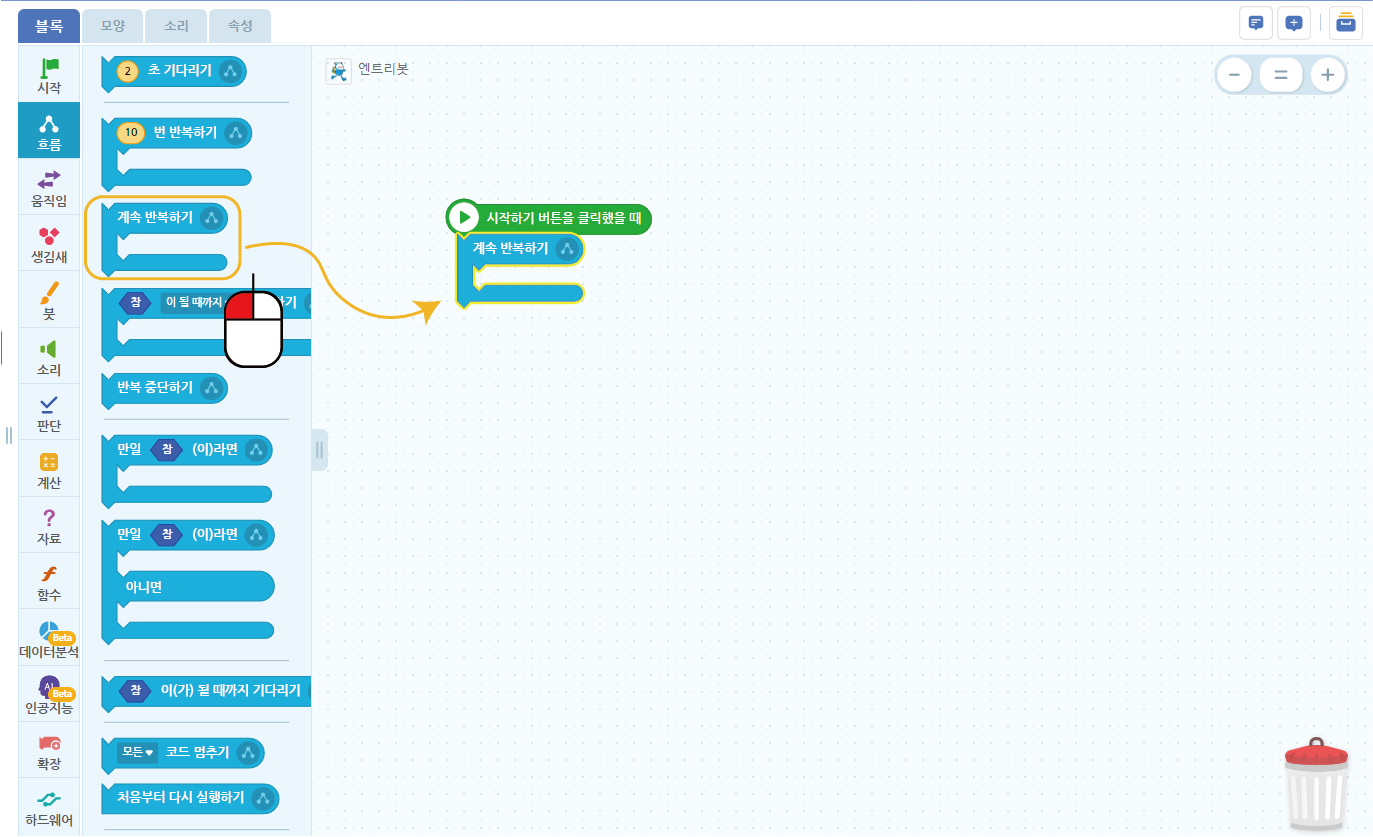 블록
모양
소리
속성
시작
흐름
움직임
생김새
붓
소리
판단
계산
자료
함수
Beta
데이터분석
AI
Beta
인공지능
확장
하드웨어
2 초 기다리기
10 번 반복하기
계속 반복하기
참 이 될 때까지 기
반복 중단하기
만일 참 (이)라면
만일 참 (이)라면
아니면
참 이(가) 될 때까지 기다리기
모든 코드 멈추기
처음부터 다시 실행하기
엔트리봇
시작하기 버튼을 클릭했을 때
계속 반복하기